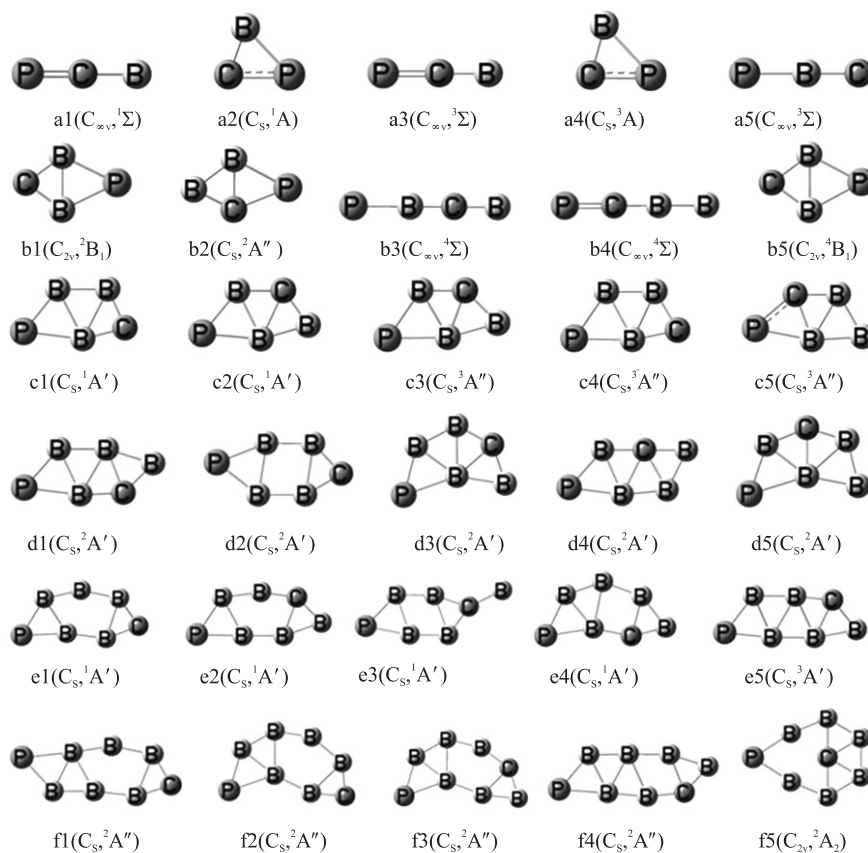 B B
P C B C P P C B C P P B C
a1(C∞v,¹Σ) a2(Cₛ,¹A) a3(C∞v,³Σ) a4(Cₛ,³A) a5(C∞v,³Σ)
B B B
C P B P P B C B P C B B C P
B C B
b1(C₂ᵥ,²B₁) b2(Cₛ,²A″) b3(C∞v,⁴Σ) b4(C∞v,⁴Σ) b5(C₂ᵥ,⁴B₁)
B B B C B C B B C B
P B C P B B P B B P B C P B B
c1(Cₛ,¹A′) c2(Cₛ,¹A′) c3(Cₛ,³A″) c4(Cₛ,³A″) c5(Cₛ,³A″)
B C
B B B B B B C B C B B B
P B C P B B C P B B P B B P B B
d1(Cₛ,²A′) d2(Cₛ,²A′) d3(Cₛ,²A′) d4(Cₛ,²A′) d5(Cₛ,²A′)
B B B B B C B B C B B B B B B C
P B B C P B B B P B B P B C B P B B B
e1(Cₛ,¹A′) e2(Cₛ,¹A′) e3(Cₛ,¹A′) e4(Cₛ,¹A′) e5(Cₛ,³A′)
P B B B B B B B B B B B B B B B B B
B B B C P B B B C P B B C B P B B B C P C B B B B
f1(Cₛ,²A″) f2(Cₛ,²A″) f3(Cₛ,²A″) f4(Cₛ,²A″) f5(C₂ᵥ,²A₂)